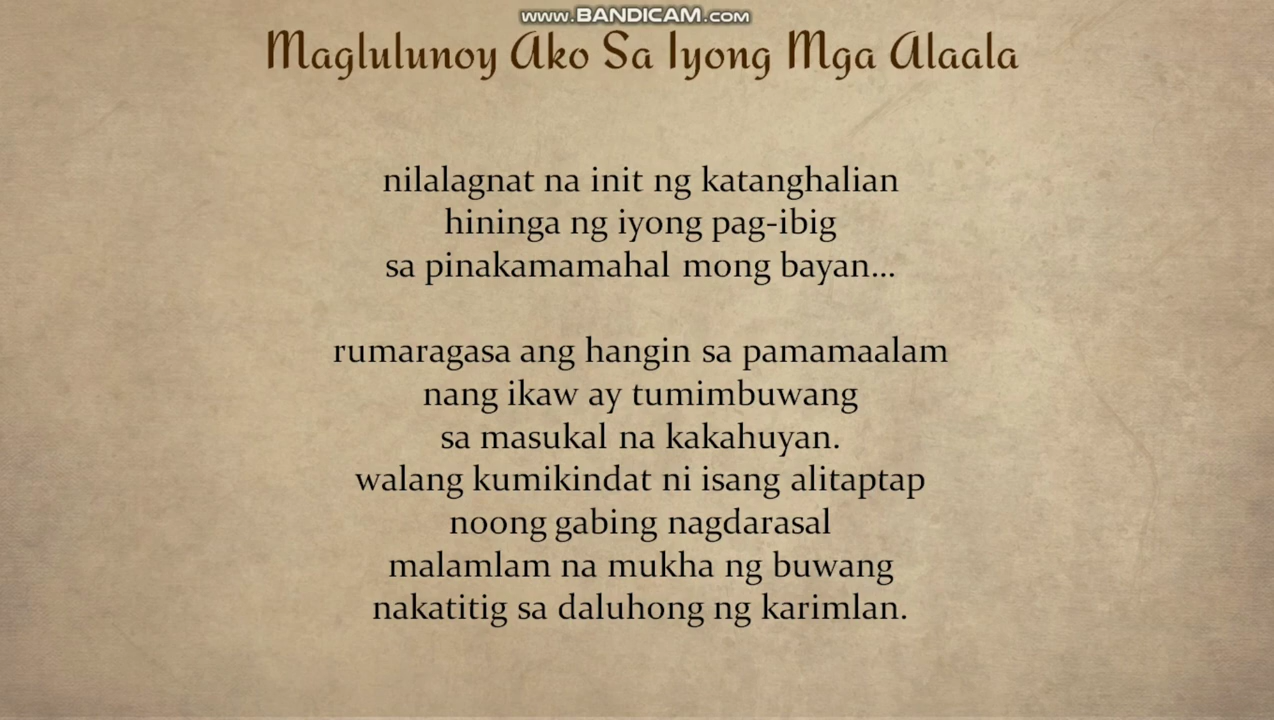 www.BANDICAM.com
Maglulunoy Ako Sa Iyong Mga Alaala
nilalagnat na init ng katanghalian
hininga ng iyong pag-ibig
sa pinakamamahal mong bayan...
rumaragasa ang hangin sa pamamaalam
nang ikaw ay tumimbuwang
sa masukal na kakahuyan.
walang kumikindat ni isang alitaptap
noong gabing nagdarasal
malamlam na mukha ng buwang
nakatitig sa daluhong ng karimlan.